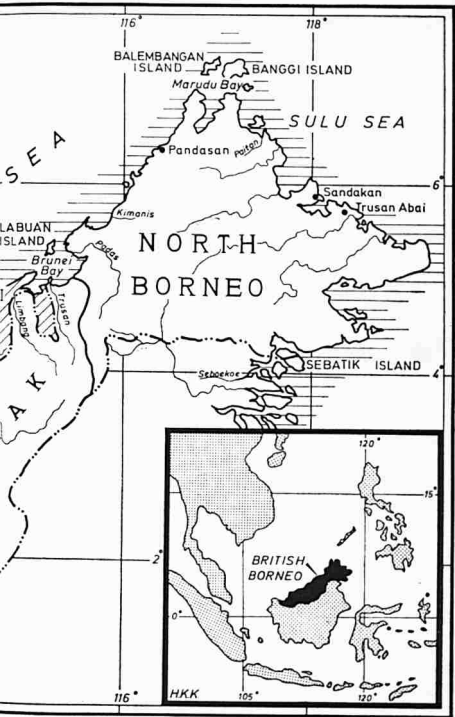 116°
118°
BALEMBANGAN
ISLAND
BANGGI ISLAND
Marudu Bay
SULU SEA
SEA
Pandasan
Paitan
6°
Sandakan
Trusan Abai
Kimanis
LABUAN
ISLAND
NORTH
BORNEO
Padas
Brunei
Bay
I
Limbang
Trusan
AK
Seboekoe
SEBATIK ISLAND
4°
2°
120°
15°
BRITISH
BORNEO
0°
H.K.K
105°
120°
116°